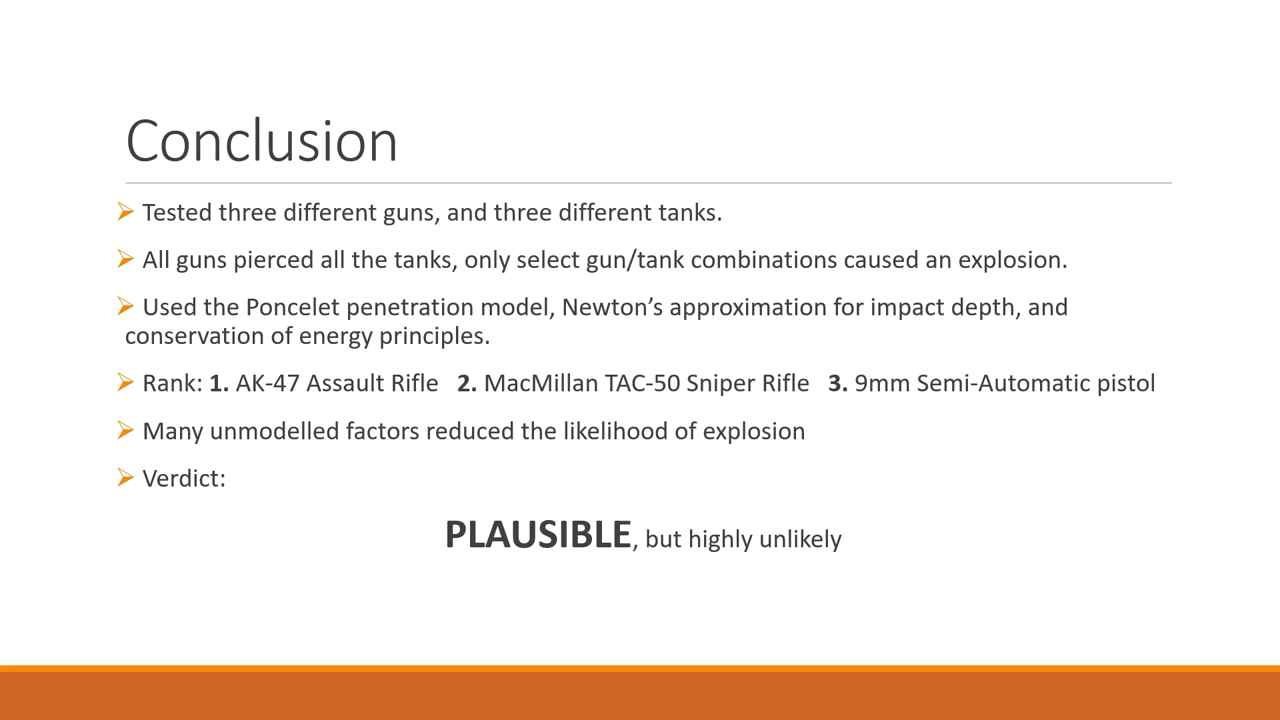 Conclusion
Tested three different guns, and three different tanks.
All guns pierced all the tanks, only select gun/tank combinations caused an explosion.
Used the Poncelet penetration model, Newton’s approximation for impact depth, and
conservation of energy principles.
Rank: 1. AK-47 Assault Rifle 2. MacMillan TAC-50 Sniper Rifle 3. 9mm Semi-Automatic pistol
Many unmodelled factors reduced the likelihood of explosion
Verdict:
PLAUSIBLE, but highly unlikely